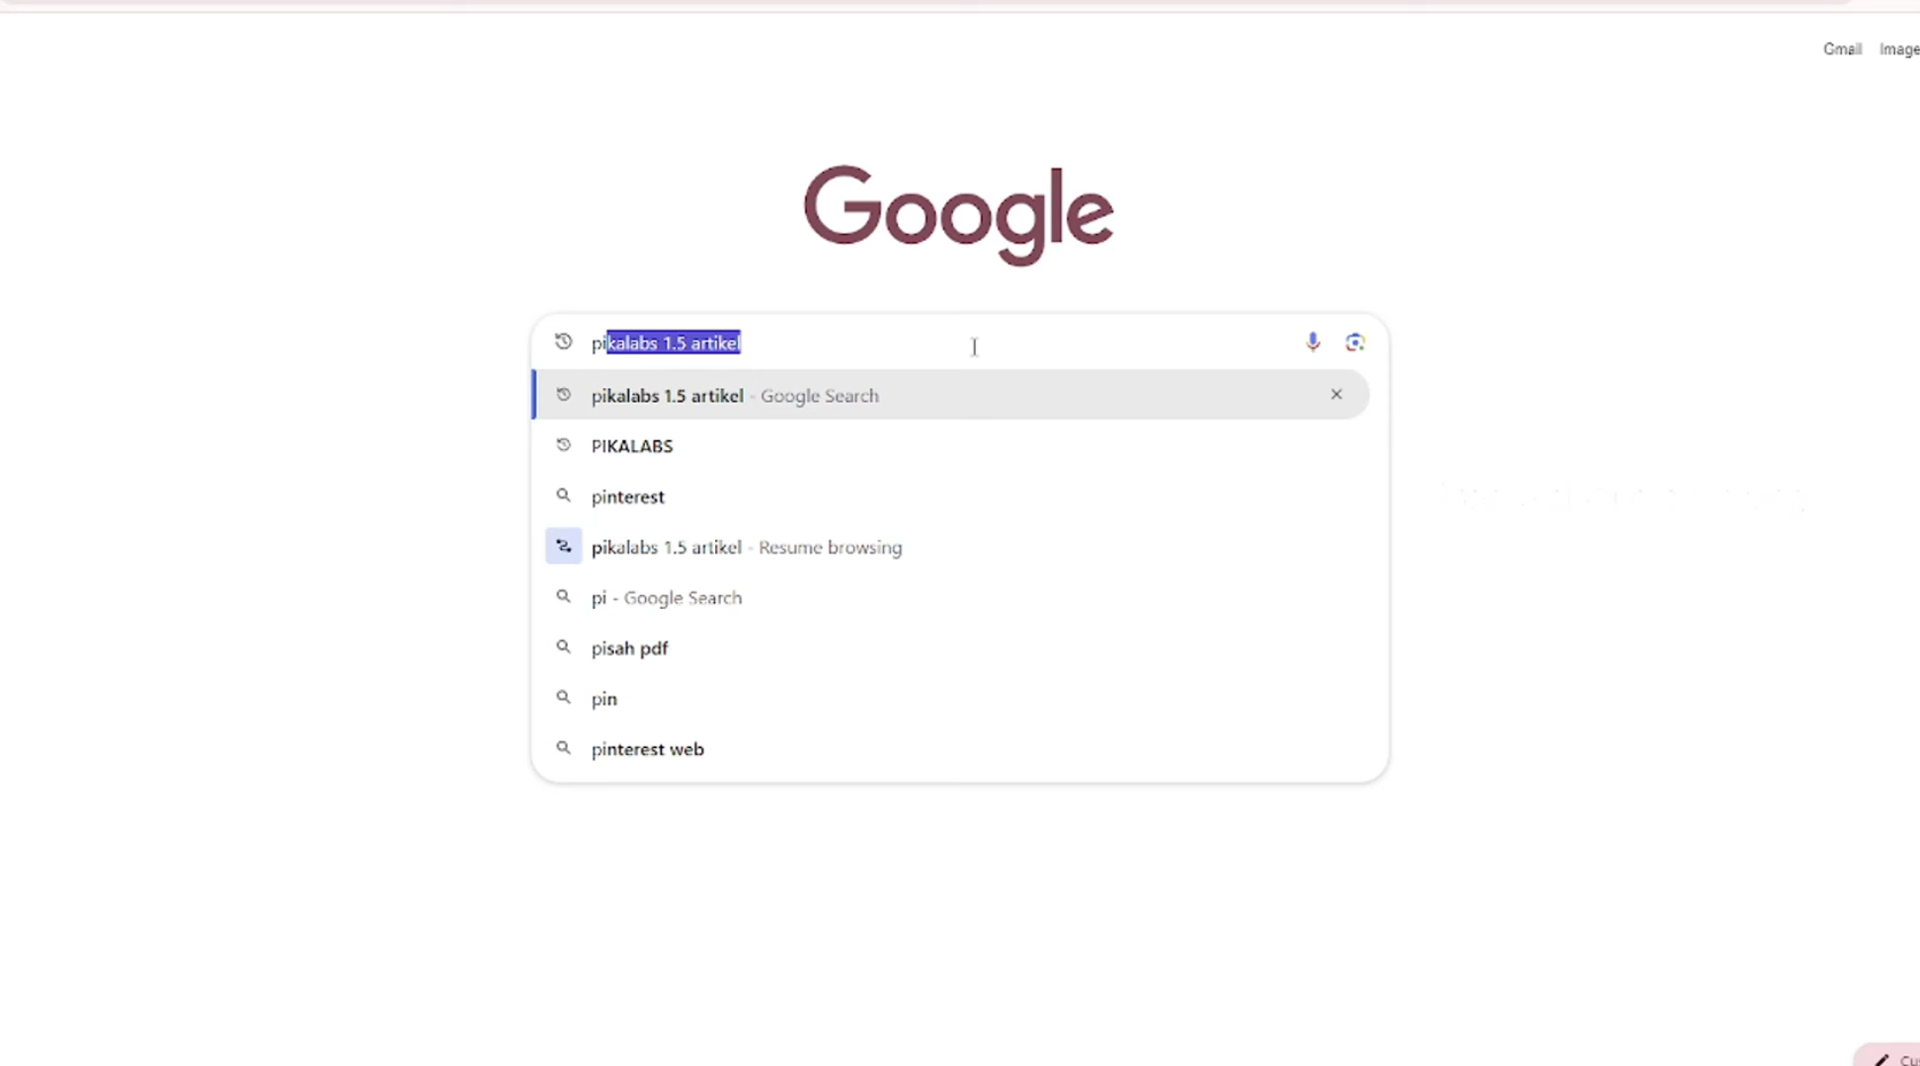 Gmail Image
Google
pikalabs 1.5 artikel
pikalabs 1.5 artikel - Google Search
PIKALABS
pinterest
pikalabs 1.5 artikel - Resume browsing
pi - Google Search
pisah pdf
pin
pinterest web
Cus